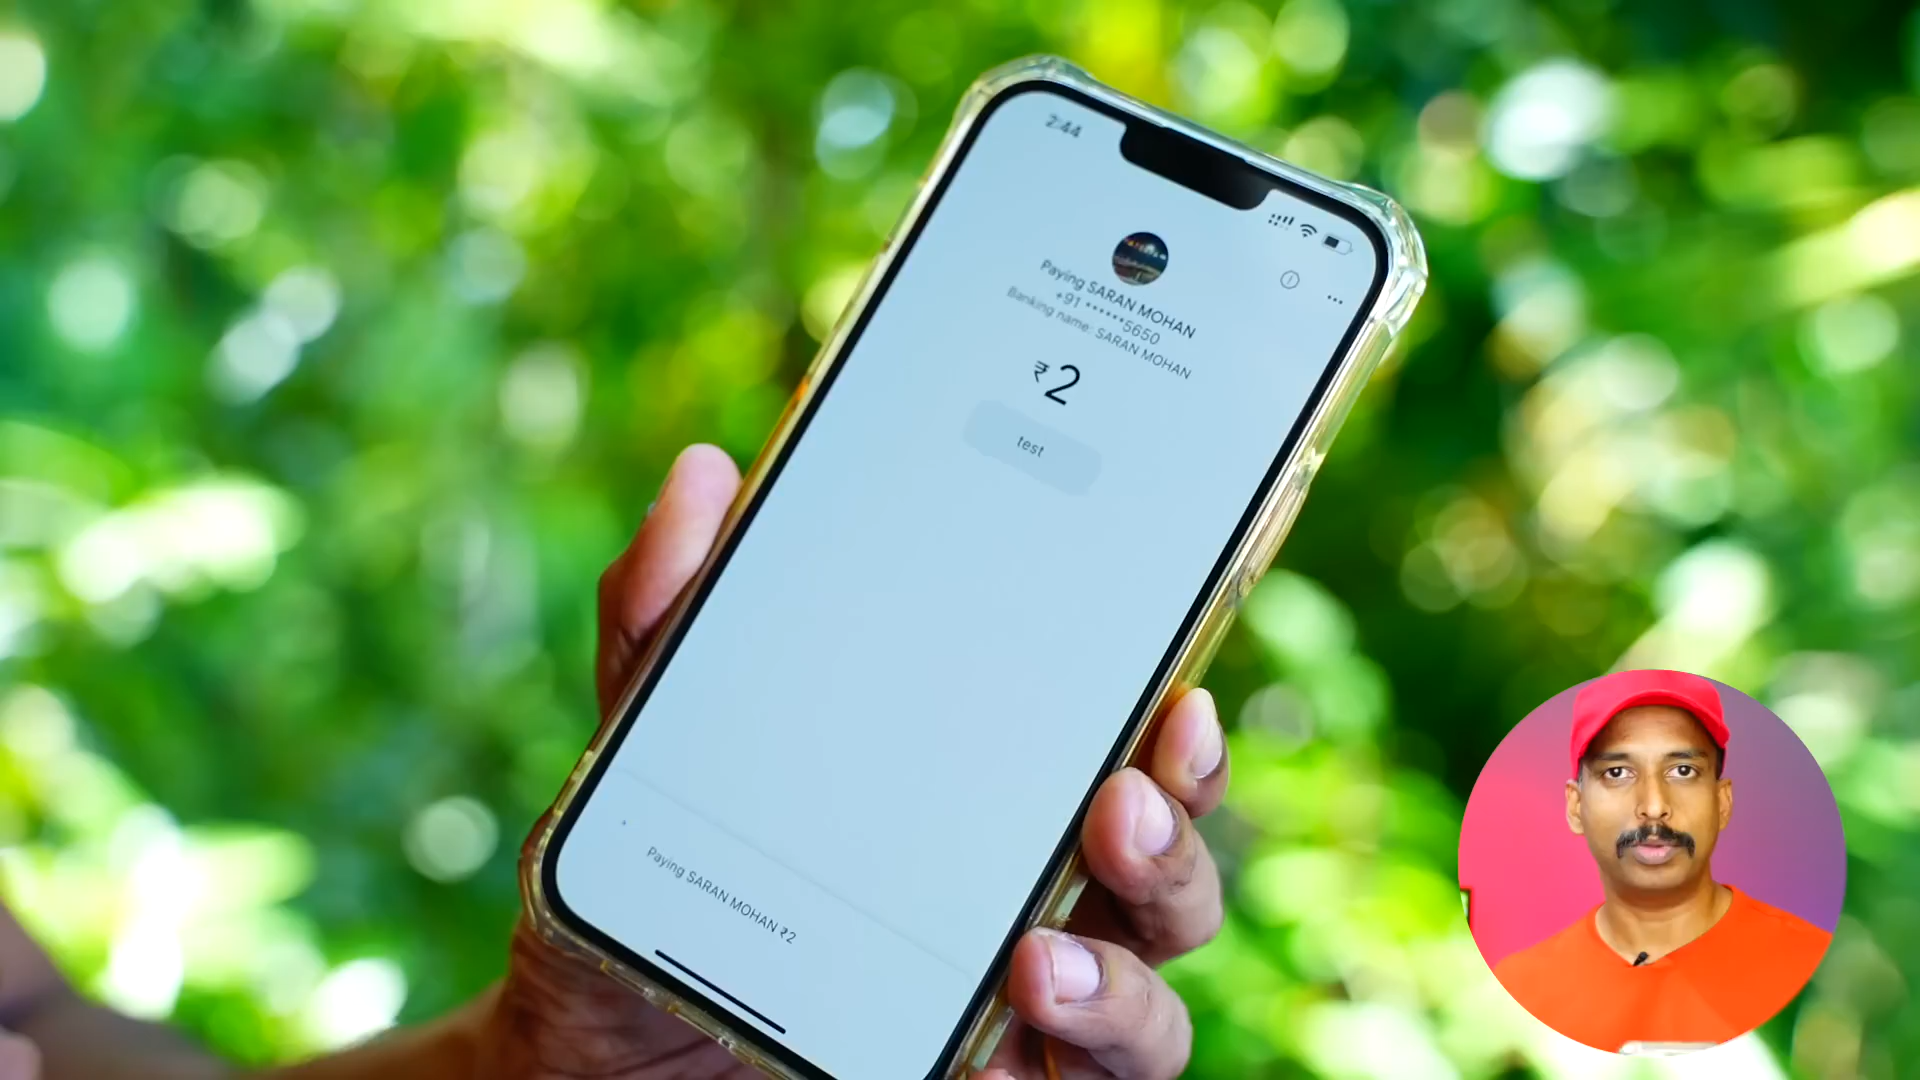 2:44
Paying SARAN MOHAN
+91 ••••••5650
Banking name: SARAN MOHAN
₹2
test
Paying SARAN MOHAN ₹2